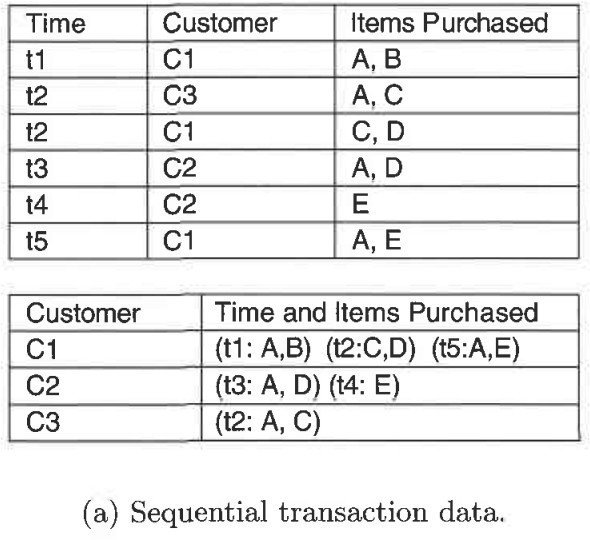 Time Customer Items Purchased
t1 C1 A, B
t2 C3 A, C
t2 C1 C, D
t3 C2 A, D
t4 C2 E
t5 C1 A, E
Customer Time and Items Purchased
C1 (t1: A,B) (t2:C,D) (t5:A,E)
C2 (t3: A, D) (t4: E)
C3 (t2: A, C)
(a) Sequential transaction data.